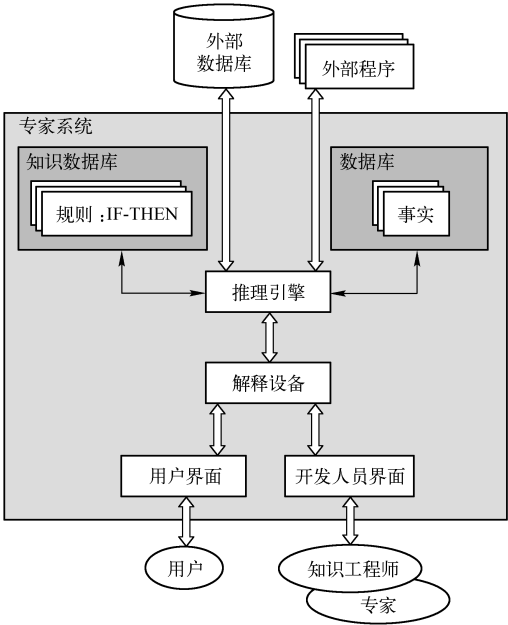 外部
数据库
外部程序
专家系统
知识数据库
数据库
规则：IF-THEN
事实
推理引擎
解释设备
用户界面
开发人员界面
用户
知识工程师
专家